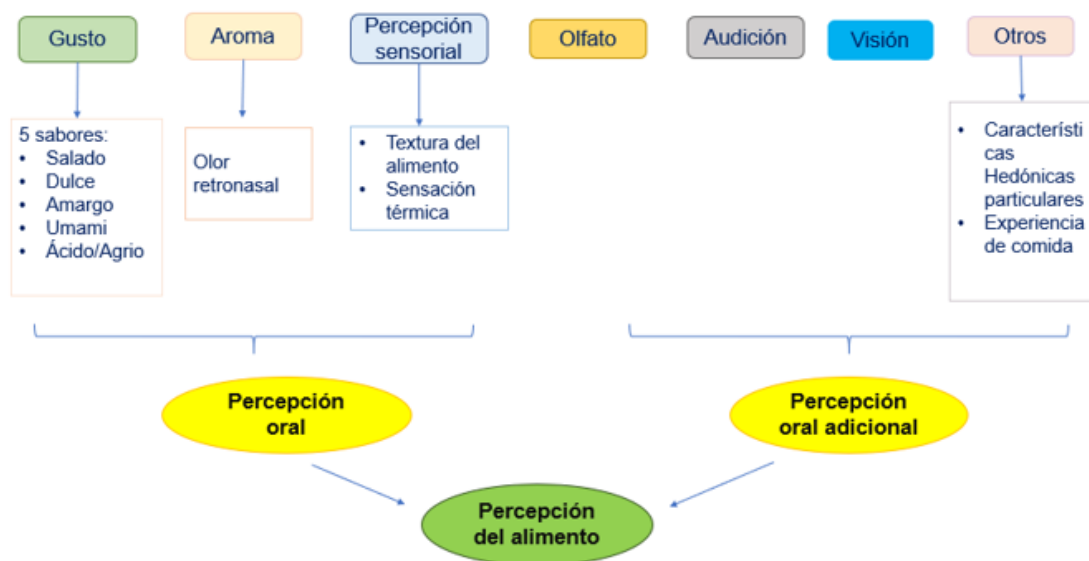 Gusto
Aroma
Percepción
sensorial
Olfato
Audición
Visión
Otros
5 sabores:
• Salado
• Dulce
• Amargo
• Umami
• Ácido/Agrio
Olor
retronasal
• Textura del
alimento
• Sensación
térmica
• Característi
cas
Hedónicas
particulares
• Experiencia
de comida
Percepción
oral
Percepción
oral adicional
Percepción
del alimento